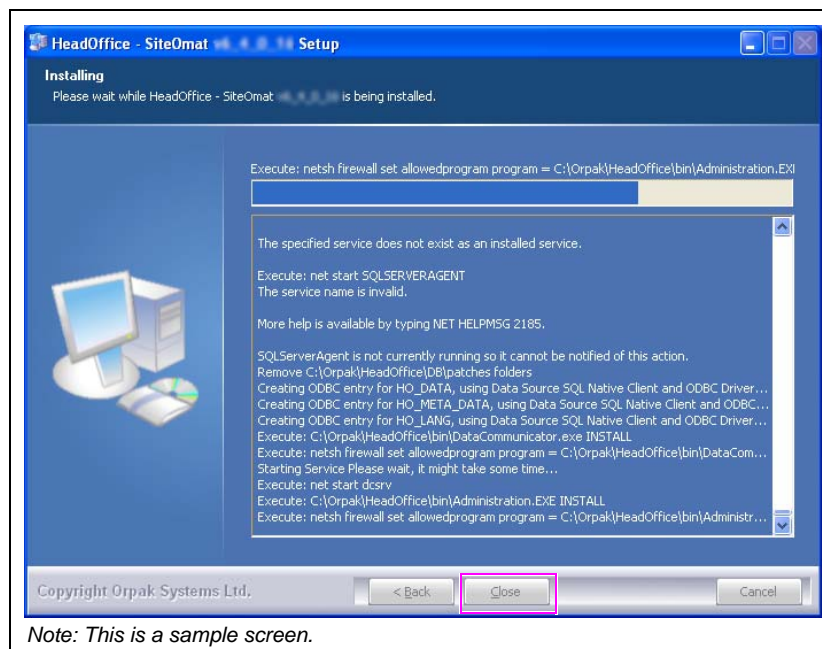 HeadOffice - SiteOmat Setup
Installing
Please wait while HeadOffice - SiteOmat is being installed.
Execute: netsh firewall set allowedprogram program = C:\Orpak\HeadOffice\bin\Administration.EXE
The specified service does not exist as an installed service.
Execute: net start SQLSERVERAGENT
The service name is invalid.
More help is available by typing NET HELPMSG 2185.
SQLServerAgent is not currently running so it cannot be notified of this action.
Remove C:\Orpak\HeadOffice\DB\patches folders
Creating ODBC entry for HO_DATA, using Data Source SQL Native Client and ODBC Driver...
Creating ODBC entry for HO_META_DATA, using Data Source SQL Native Client and ODBC...
Creating ODBC entry for HO_LANG, using Data Source SQL Native Client and ODBC Driver...
Execute: C:\Orpak\HeadOffice\bin\DataCommunicator.exe INSTALL
Execute: netsh firewall set allowedprogram program = C:\Orpak\HeadOffice\bin\DataCom...
Starting Service Please wait, it might take some time...
Execute: net start dcsrv
Execute: C:\Orpak\HeadOffice\bin\Administration.EXE INSTALL
Execute: netsh firewall set allowedprogram program = C:\Orpak\HeadOffice\bin\Administr...
Copyright Orpak Systems Ltd.
< Back
Close
Cancel
Note: This is a sample screen.